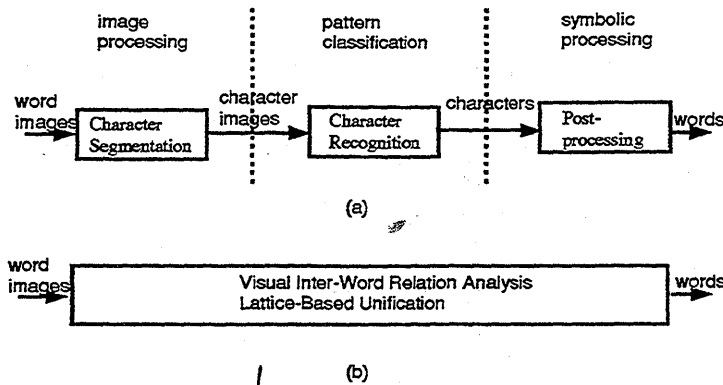 image processing
pattern classification
symbolic processing
word images
Character Segmentation
character images
Character Recognition
characters
Post-processing
words
(a)
word images
Visual Inter-Word Relation Analysis
Lattice-Based Unification
words
(b)